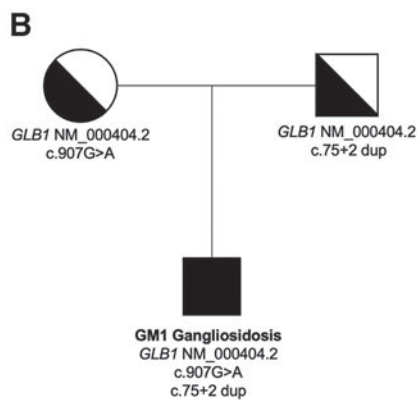 B
GLB1 NM_000404.2
c.907G>A
GLB1 NM_000404.2
c.75+2 dup
GM1 Gangliosidosis
GLB1 NM_000404.2
c.907G>A
c.75+2 dup